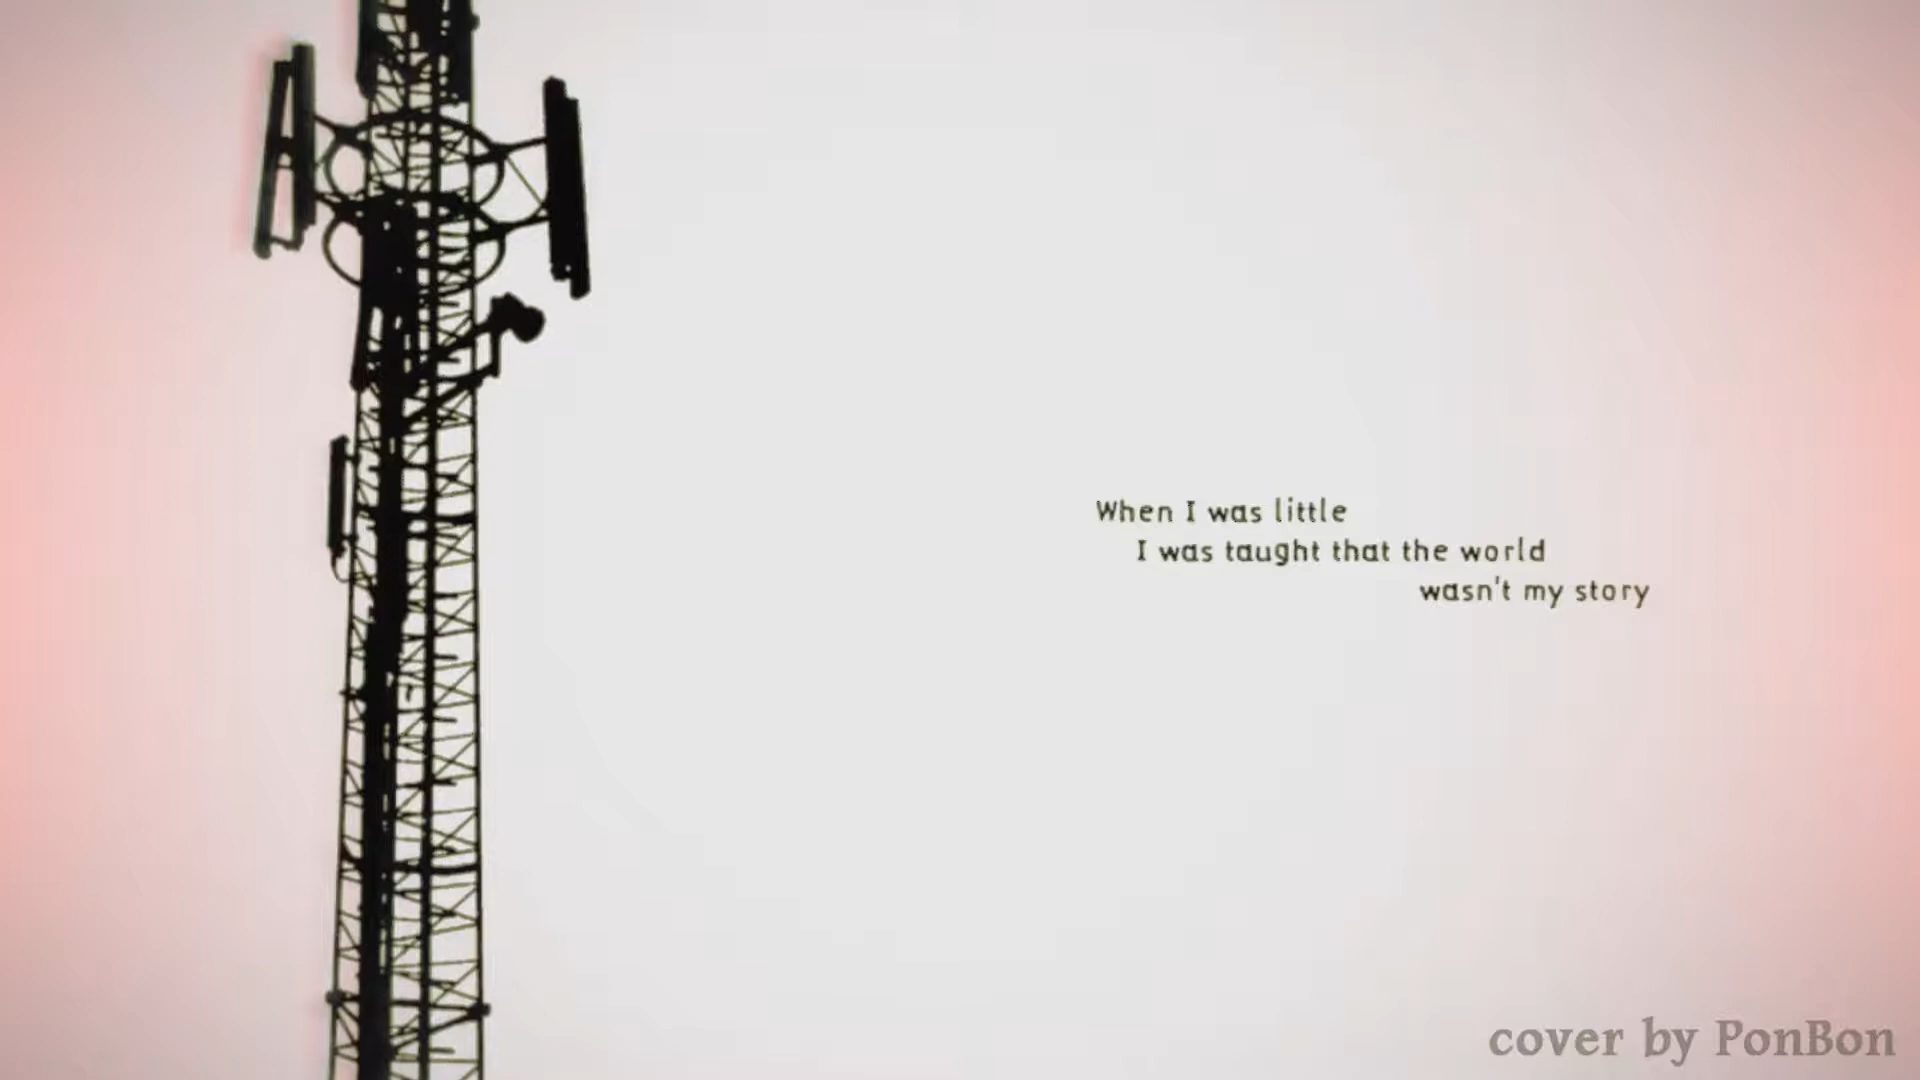 When I was little
I was taught that the world
wasn't my story
cover by PonBon